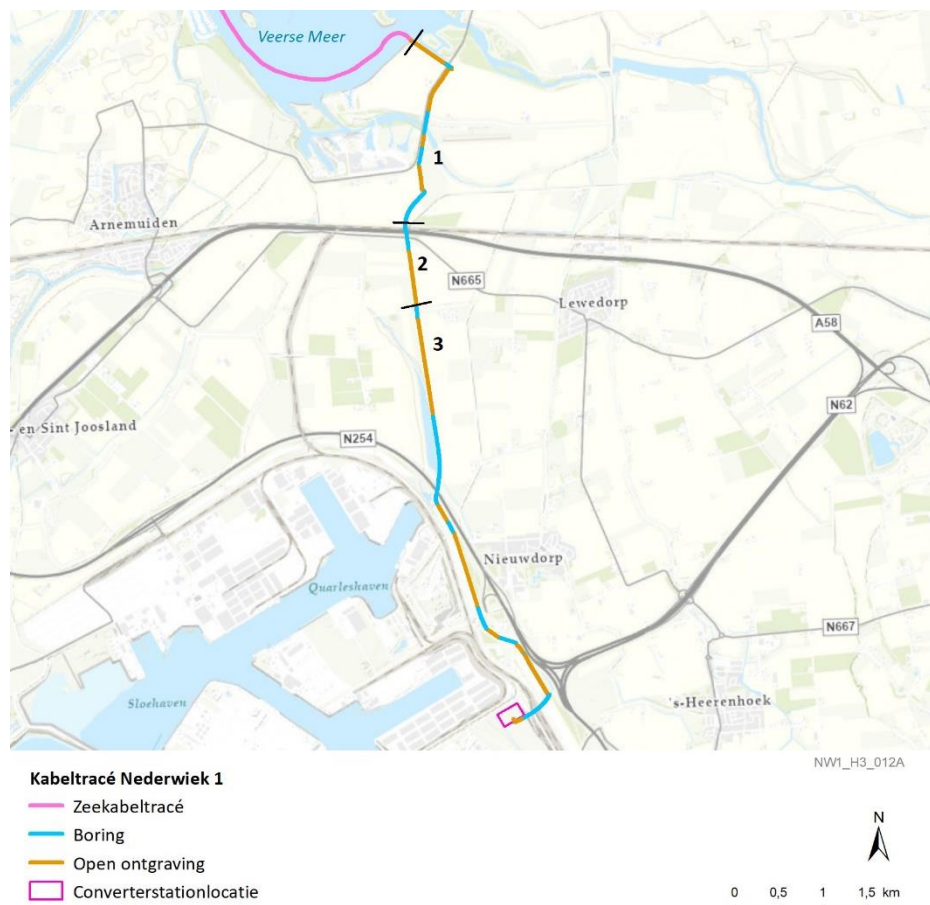 Veerse Meer
1
Arnemuiden
2
N665
Lewedorp
A58
3
N62
en Sint Joosland
N254
Nieuwdorp
Quarleshaven
N667
Sloehaven
's-Heerenhoek
NW1_H3_012A
Kabeltracé Nederwiek 1
Zeekabeltracé
Boring
Open ontgraving
Converterstationlocatie
N
0 0,5 1 1,5 km